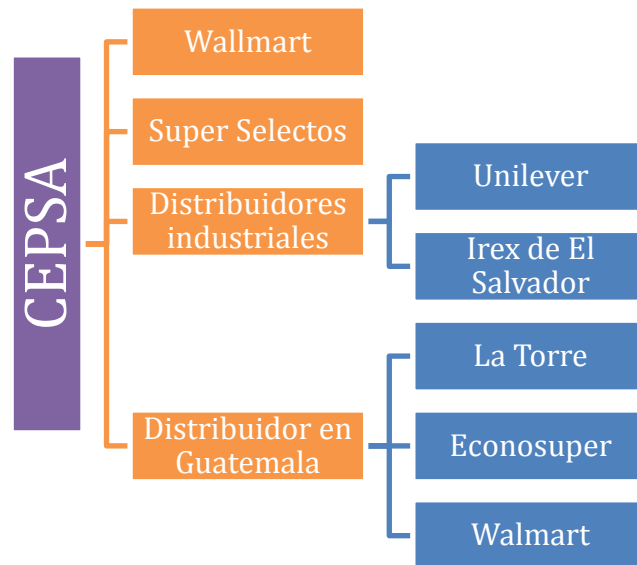 CEPSA
Wallmart
Super Selectos
Distribuidores
industriales
Unilever
Irex de El
Salvador
Distribuidor en
Guatemala
La Torre
Econosuper
Walmart